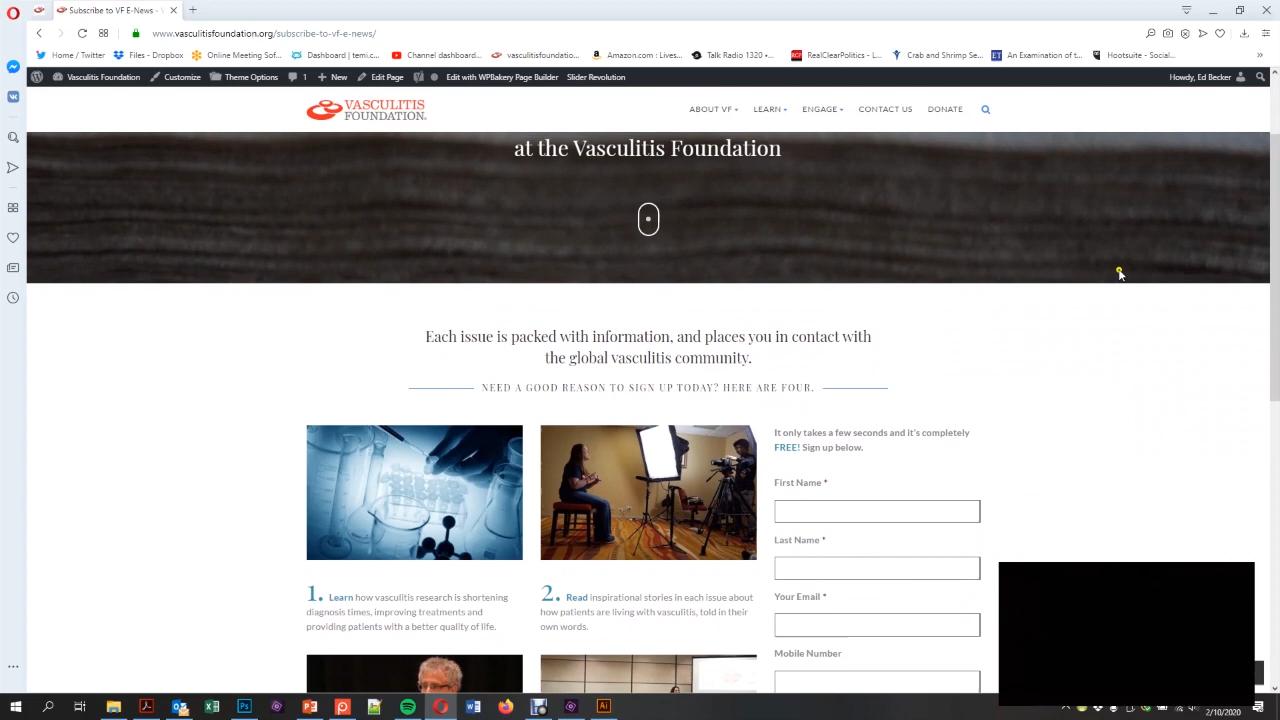 Subscribe to VF E-News - V
www.vasculitisfoundation.org/subscribe-to-vf-e-news/
Home / Twitter
Files - Dropbox
Online Meeting Sof...
Dashboard | temi.c...
Channel dashboard...
vasculitisfoundatio...
Amazon.com : Lives...
Talk Radio 1320 •...
RealClearPolitics - L...
Crab and Shrimp Se...
An Examination of t...
Hootsuite - Social...
Vasculitis Foundation
Customize
Theme Options
1
New
Edit Page
Edit with WPBakery Page Builder
Slider Revolution
Howdy, Ed Becker
VASCULITIS
FOUNDATION
ABOUT VF
LEARN
ENGAGE
CONTACT US
DONATE
at the Vasculitis Foundation
Each issue is packed with information, and places you in contact with
the global vasculitis community.
NEED A GOOD REASON TO SIGN UP TODAY? HERE ARE FOUR.
1. Learn how vasculitis research is shortening
diagnosis times, improving treatments and
providing patients with a better quality of life.
2. Read inspirational stories in each issue about
how patients are living with vasculitis, told in their
own words.
It only takes a few seconds and it's completely
FREE! Sign up below.
First Name *
Last Name *
Your Email *
Mobile Number
2/10/2020